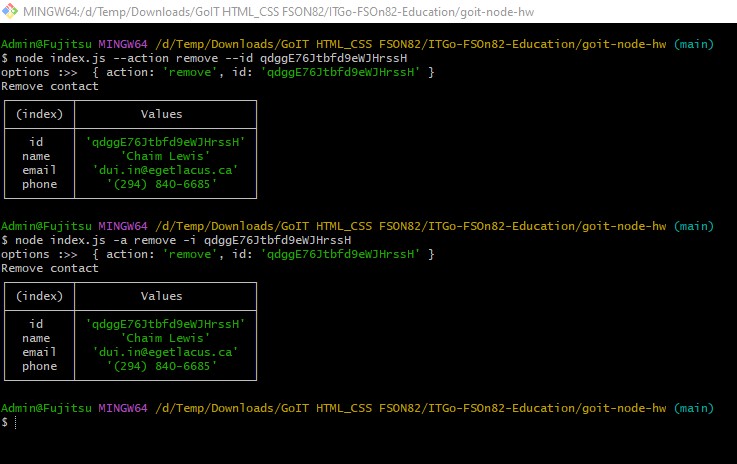 MINGW64:/d/Temp/Downloads/GoIT HTML_CSS FSON82/ITGo-FSOn82-Education/goit-node-hw
Admin@Fujitsu MINGW64 /d/Temp/Downloads/GoIT HTML_CSS FSON82/ITGo-FSOn82-Education/goit-node-hw (main)
$ node index.js --action remove --id qdggE76Jtbfd9eWJHrssH
options :>>  { action: 'remove', id: 'qdggE76Jtbfd9eWJHrssH' }
Remove contact
(index) Values
id 'qdggE76Jtbfd9eWJHrssH'
name 'Chaim Lewis'
email 'dui.in@egetlacus.ca'
phone '(294) 840-6685'
Admin@Fujitsu MINGW64 /d/Temp/Downloads/GoIT HTML_CSS FSON82/ITGo-FSOn82-Education/goit-node-hw (main)
$ node index.js -a remove -i qdggE76Jtbfd9eWJHrssH
options :>>  { action: 'remove', id: 'qdggE76Jtbfd9eWJHrssH' }
Remove contact
(index) Values
id 'qdggE76Jtbfd9eWJHrssH'
name 'Chaim Lewis'
email 'dui.in@egetlacus.ca'
phone '(294) 840-6685'
Admin@Fujitsu MINGW64 /d/Temp/Downloads/GoIT HTML_CSS FSON82/ITGo-FSOn82-Education/goit-node-hw (main)
$